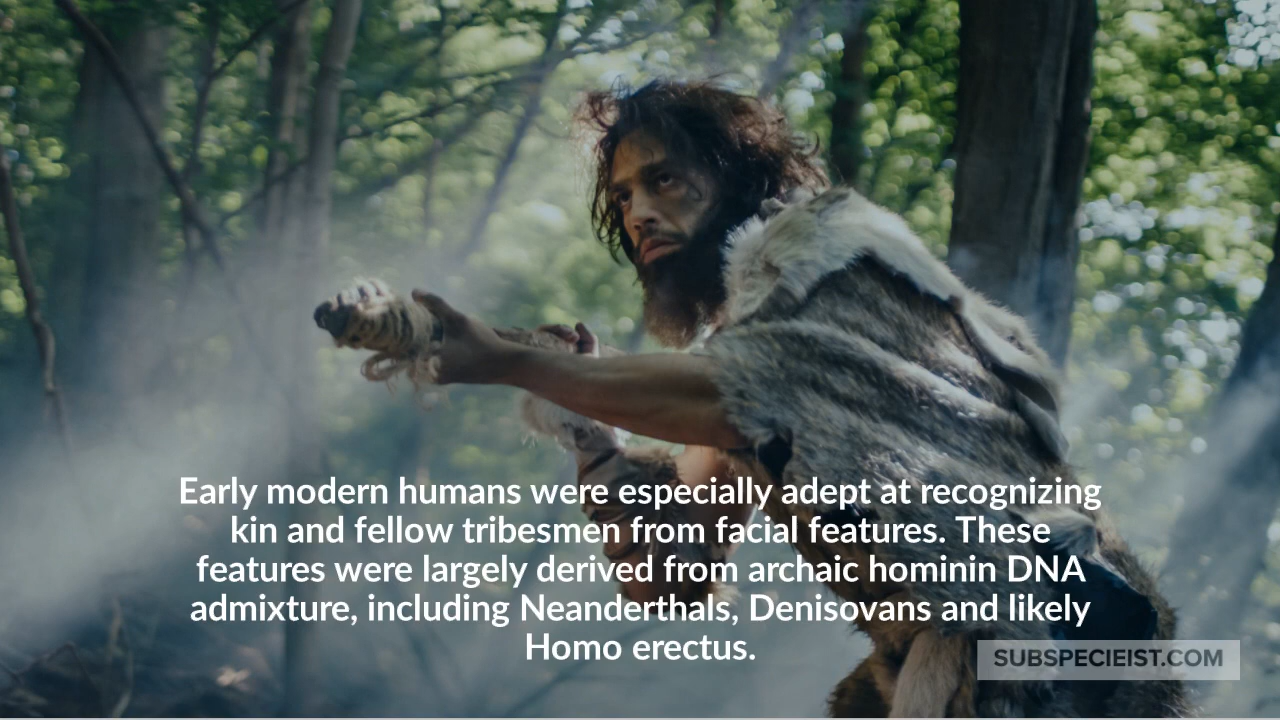 Early modern humans were especially adept at recognizing
kin and fellow tribesmen from facial features. These
features were largely derived from archaic hominin DNA
admixture, including Neanderthals, Denisovans and likely
Homo erectus.
SUBSPECIEIST.COM